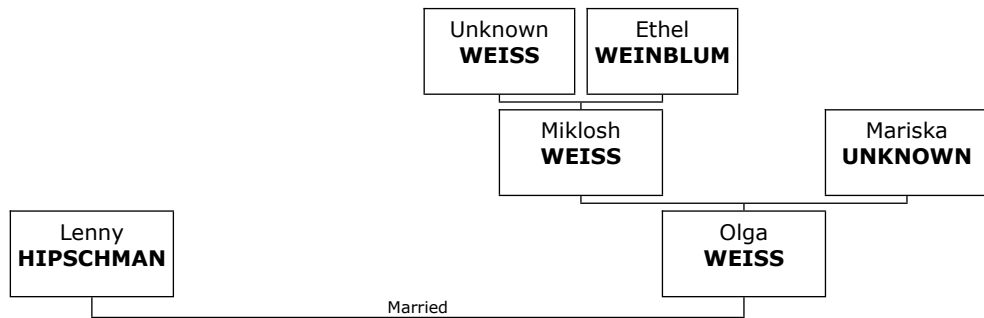 Unknown
WEISS
Ethel
WEINBLUM
Miklosh
WEISS
Mariska
UNKNOWN
Lenny
HIPSCHMAN
Olga
WEISS
Married